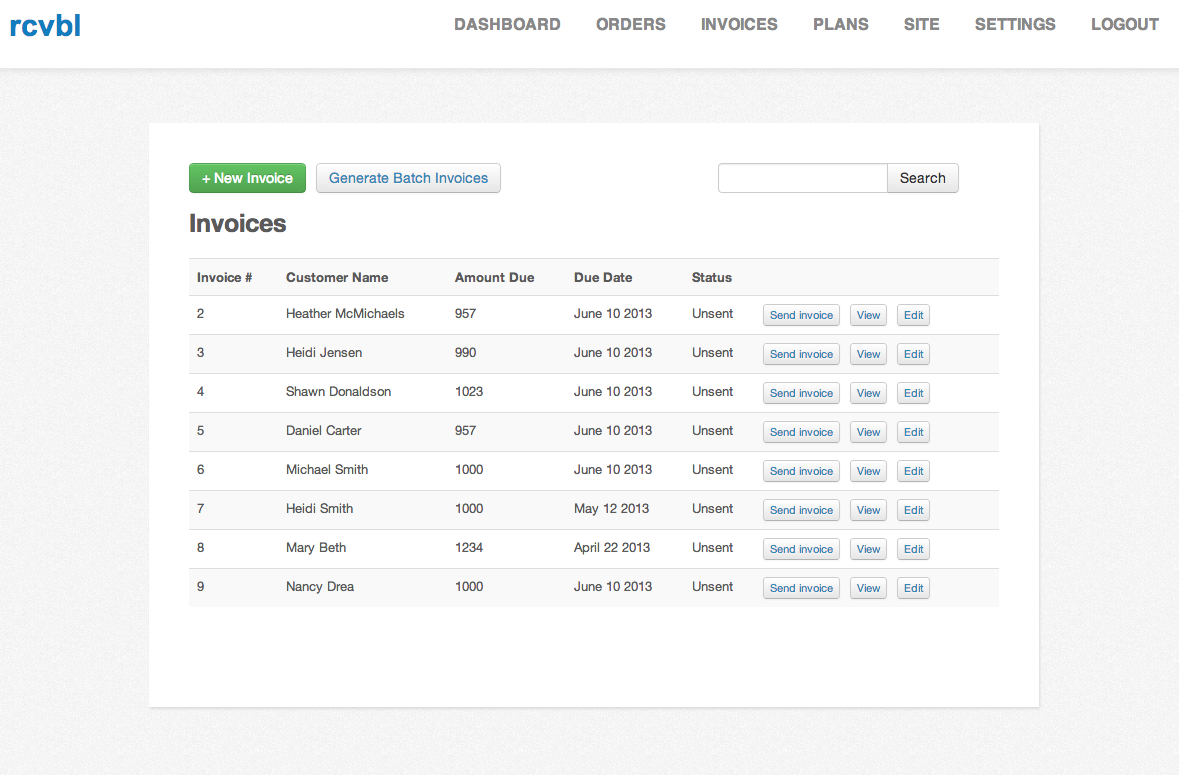 rcvbl DASHBOARD ORDERS INVOICES PLANS SITE SETTINGS LOGOUT
+ New Invoice Generate Batch Invoices Search
Invoices
Invoice # Customer Name Amount Due Due Date Status
2 Heather McMichaels 957 June 10 2013 Unsent Send invoice View Edit
3 Heidi Jensen 990 June 10 2013 Unsent Send invoice View Edit
4 Shawn Donaldson 1023 June 10 2013 Unsent Send invoice View Edit
5 Daniel Carter 957 June 10 2013 Unsent Send invoice View Edit
6 Michael Smith 1000 June 10 2013 Unsent Send invoice View Edit
7 Heidi Smith 1000 May 12 2013 Unsent Send invoice View Edit
8 Mary Beth 1234 April 22 2013 Unsent Send invoice View Edit
9 Nancy Drea 1000 June 10 2013 Unsent Send invoice View Edit